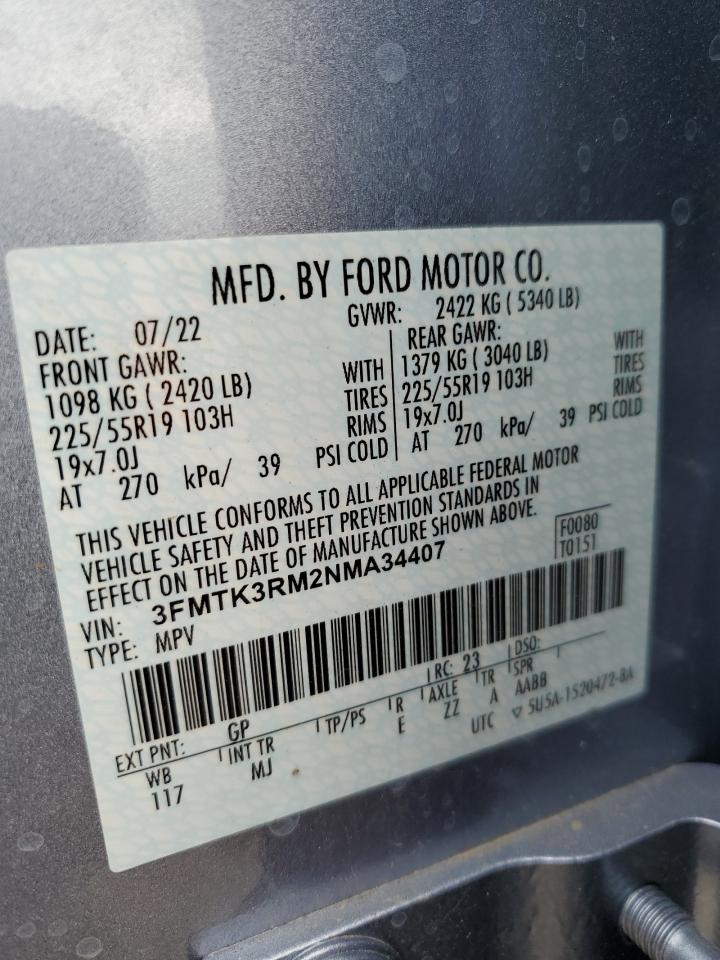 MFD. BY FORD MOTOR CO.
DATE: 07/22 GVWR: 2422 KG ( 5340 LB)
FRONT GAWR: REAR GAWR:
1098 KG ( 2420 LB) WITH 1379 KG ( 3040 LB) WITH
225/55R19 103H TIRES 225/55R19 103H TIRES
19x7.0J RIMS 19x7.0J RIMS
AT 270 kPa/ 39 PSI COLD AT 270 kPa/ 39 PSI COLD
THIS VEHICLE CONFORMS TO ALL APPLICABLE FEDERAL MOTOR
VEHICLE SAFETY AND THEFT PREVENTION STANDARDS IN
EFFECT ON THE DATE OF MANUFACTURE SHOWN ABOVE.
F0080
T0151
VIN: 3FMTK3RM2NMA34407
TYPE: MPV
EXT PNT: GP RC: 23 DSO:
WB INT TR TP/PS R AXLE TR SPR
117 MJ E ZZ A AABB
UTC ▽ 5U5A-1520472-BA